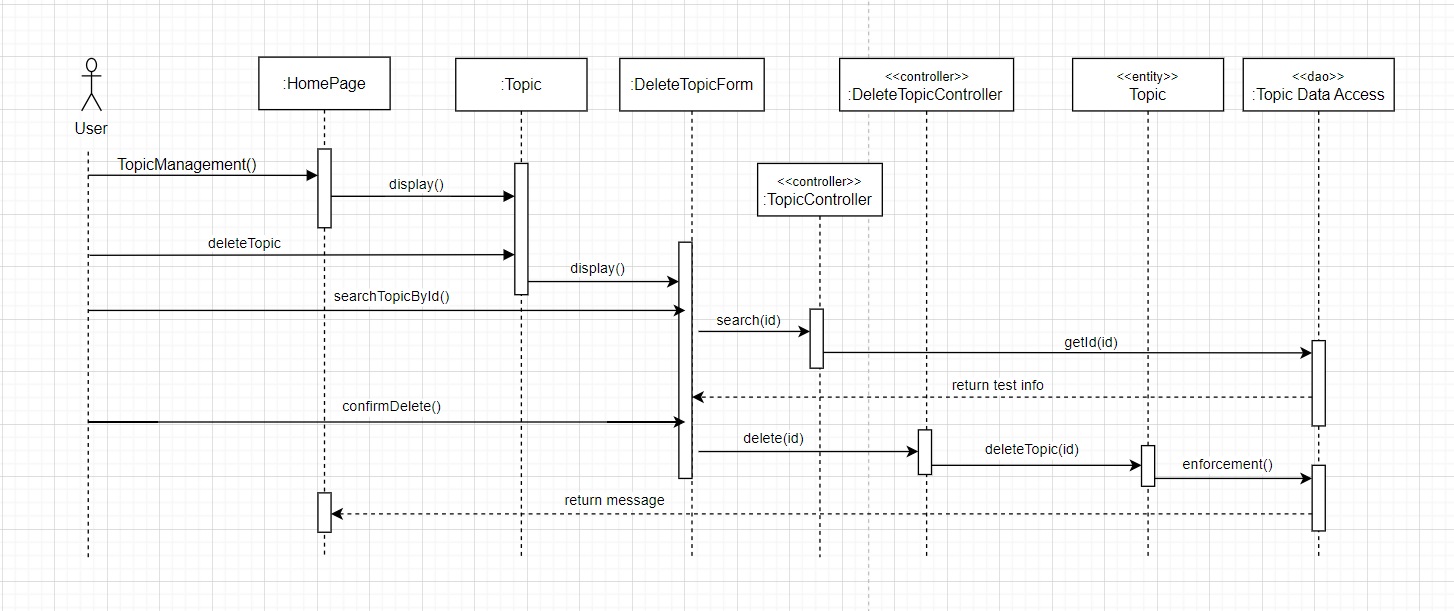 User
:HomePage
:Topic
:DeleteTopicForm
<<controller>>
:DeleteTopicController
<<entity>>
Topic
<<dao>>
:Topic Data Access
TopicManagement()
display()
<<controller>>
:TopicController
deleteTopic
display()
searchTopicById()
search(id)
getId(id)
return test info
confirmDelete()
delete(id)
deleteTopic(id)
enforcement()
return message